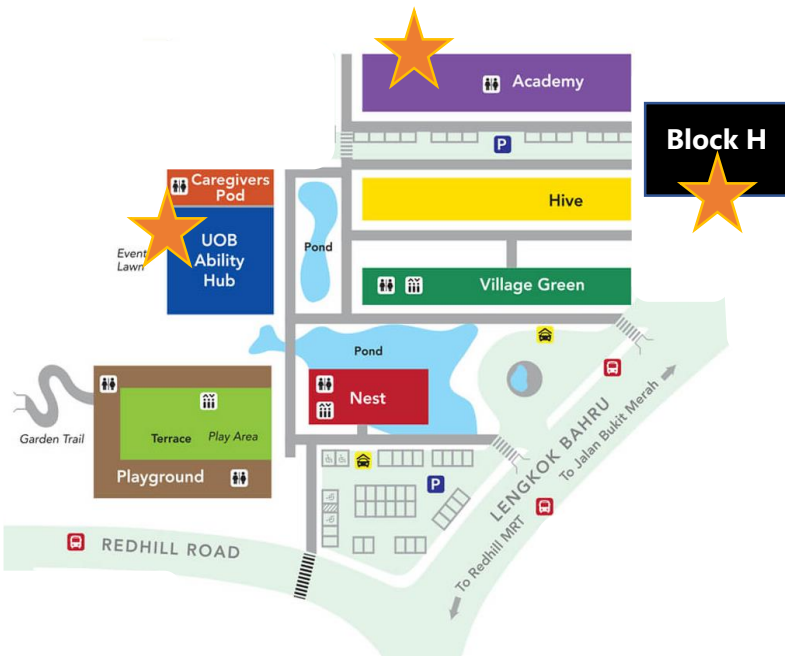 Academy
P
Block H
Caregivers
Pod
Hive
UOB
Ability
Hub
Event
Lawn
Pond
Village Green
Pond
Nest
Garden Trail
Terrace
Play Area
Playground
P
LENGKOK BAHRU
To Jalan Bukit Merah
To Redhill MRT
REDHILL ROAD